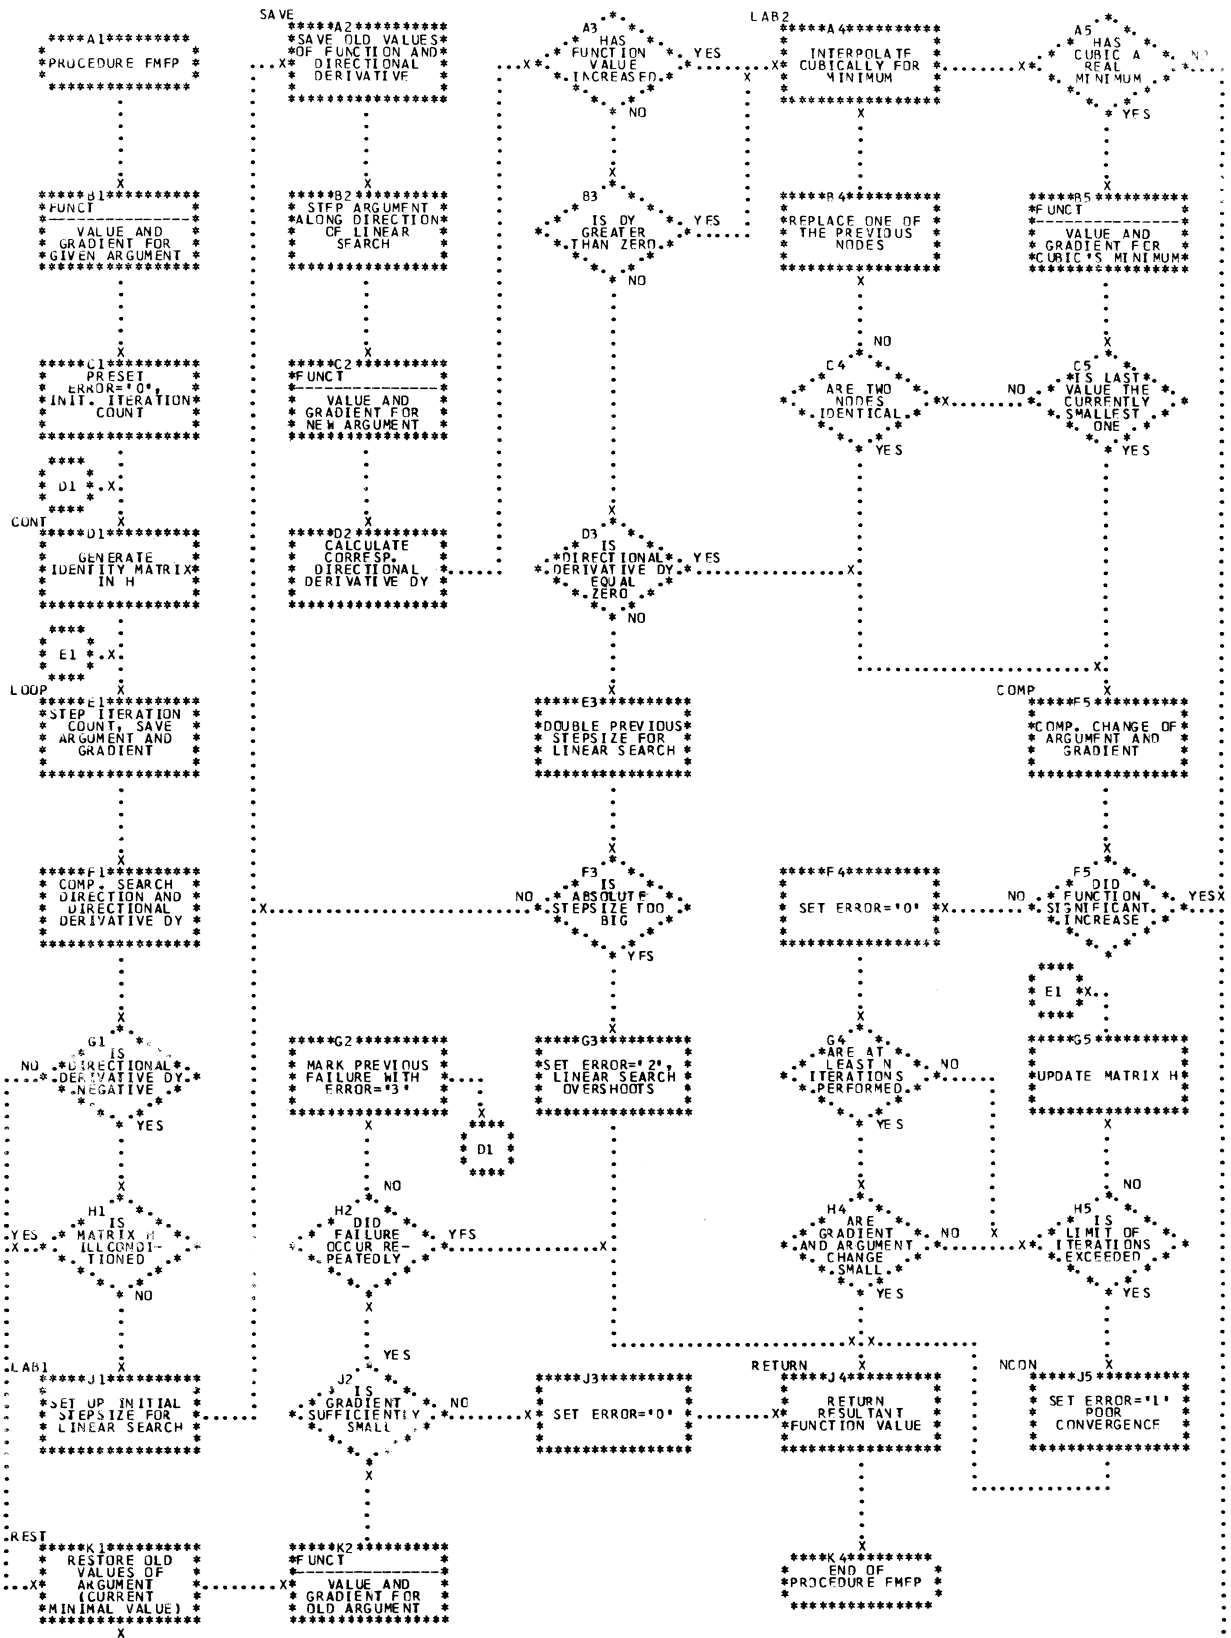 A1
PROCEDURE FMFP
B1
FUNCT
VALUE AND
GRADIENT FOR
GIVEN ARGUMENT
C1
PRESET
ERROR='0',
INIT. ITERATION
COUNT
D1
CONT
D1
GENERATE
IDENTITY MATRIX
IN H
E1
LOOP
E1
STEP ITERATION
COUNT, SAVE
ARGUMENT AND
GRADIENT
F1
COMP. SEARCH
DIRECTION AND
DIRECTIONAL
DERIVATIVE DY
G1
IS
NO DIRECTIONAL
DERIVATIVE DY
NEGATIVE
YES
H1
IS
YES MATRIX H
ILLCONDI-
TIONED
NO
LAB1
J1
SET UP INITIAL
STEPSIZE FOR
LINEAR SEARCH
REST
K1
RESTORE OLD
VALUES OF
ARGUMENT
(CURRENT
MINIMAL VALUE)
SAVE
A2
SAVE OLD VALUES
OF FUNCTION AND
DIRECTIONAL
DERIVATIVE
B2
STEP ARGUMENT
ALONG DIRECTION
OF LINEAR
SEARCH
C2
FUNCT
VALUE AND
GRADIENT FOR
NEW ARGUMENT
D2
CALCULATE
CORRESP.
DIRECTIONAL
DERIVATIVE DY
G2
MARK PREVIOUS
FAILURE WITH
ERROR='3'
D1
NO
H2
DID
FAILURE YES
OCCUR RE-
PEATEDLY
YES
J2
IS
GRADIENT NO
SUFFICIENTLY
SMALL
K2
FUNCT
VALUE AND
GRADIENT FOR
OLD ARGUMENT
A3
HAS
FUNCTION YES
VALUE
INCREASED
NO
B3
IS DY YES
GREATER
THAN ZERO
NO
D3
IS
DIRECTIONAL YES
DERIVATIVE DY
EQUAL
ZERO
NO
E3
DOUBLE PREVIOUS
STEPSIZE FOR
LINEAR SEARCH
F3
IS
NO ABSOLUTE
STEPSIZE TOO
BIG
YES
G3
SET ERROR='2',
LINEAR SEARCH
OVERSHOOTS
J3
SET ERROR='0'
LAB2
A4
INTERPOLATE
CUBICALLY FOR
MINIMUM
B4
REPLACE ONE OF
THE PREVIOUS
NODES
NO
C4
ARE TWO
NODES
IDENTICAL
YES
F4
SET ERROR='0'
G4
ARE AT
LEAST N NO
ITERATIONS
PERFORMED
YES
H4
ARE
GRADIENT NO
AND ARGUMENT
CHANGE
SMALL
YES
RETURN
J4
RETURN
RESULTANT
FUNCTION VALUE
K4
END OF
PROCEDURE FMFP
A5
HAS
CUBIC A NO
REAL
MINIMUM
YES
B5
FUNCT
VALUE AND
GRADIENT FOR
CUBIC'S MINIMUM
C5
IS LAST
NO VALUE THE
CURRENTLY
SMALLEST
ONE
YES
COMP
E5
COMP. CHANGE OF
ARGUMENT AND
GRADIENT
F5
DID
NO FUNCTION YES
SIGNIFICANT
INCREASE
E1
G5
UPDATE MATRIX H
NO
H5
IS
LIMIT OF
ITERATIONS
EXCEEDED
YES
NCON
J5
SET ERROR='1'
POOR
CONVERGENCE